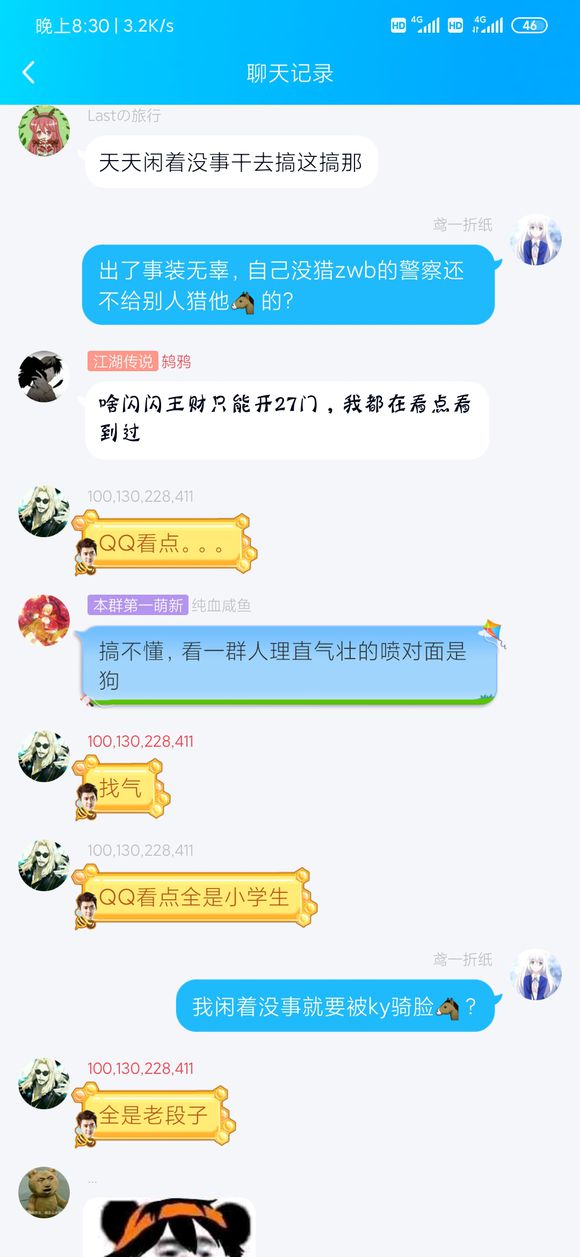 晚上8:30 | 3.2K/s
HD 4G HD 4G 46
聊天记录
Lastの旅行
天天闲着没事干去搞这搞那
鸢一折纸
出了事装无辜，自己没猎zwb的警察还
不给别人猎他🐴的？
江湖传说 鸫鸦
啥闪闪王财只能开27门，我都在看点看
到过
100,130,228,411
QQ看点。。。
本群第一萌新 纯血咸鱼
搞不懂，看一群人理直气壮的喷对面是
狗
100,130,228,411
找气
100,130,228,411
QQ看点全是小学生
鸢一折纸
我闲着没事就要被ky骑脸🐴？
100,130,228,411
全是老段子
...